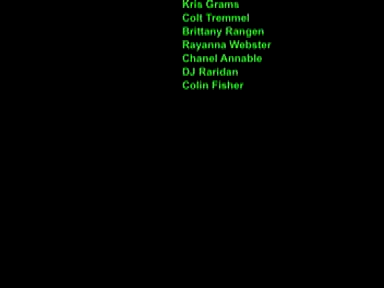 Kris Grams
Colt Tremmel
Brittany Rangen
Rayanna Webster
Chanel Annable
DJ Raridan
Colin Fisher